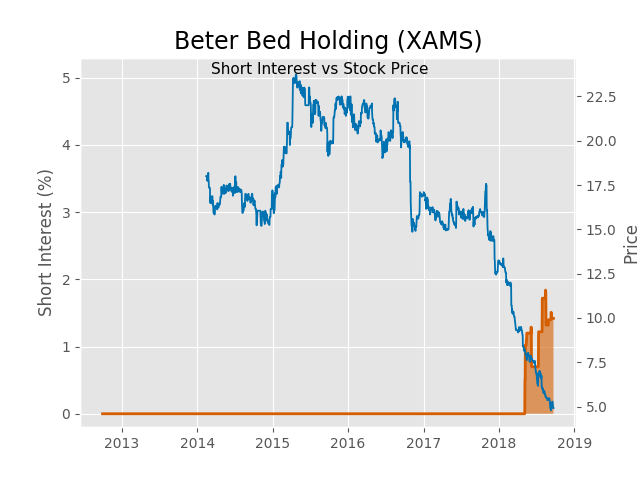 Beter Bed Holding (XAMS)
Short Interest vs Stock Price
Short Interest (%)
5
4
3
2
1
0
22.5
20.0
17.5
15.0
12.5
10.0
7.5
5.0
Price
2013 2014 2015 2016 2017 2018 2019